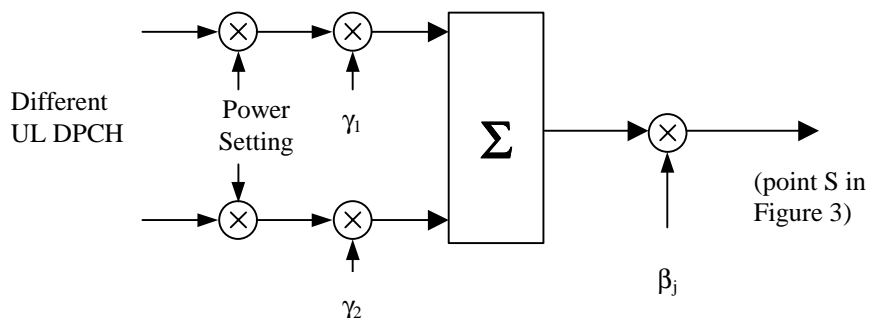 Different
UL DPCH
Power
Setting
γ1
Σ
(point S in
Figure 3)
γ2
βj